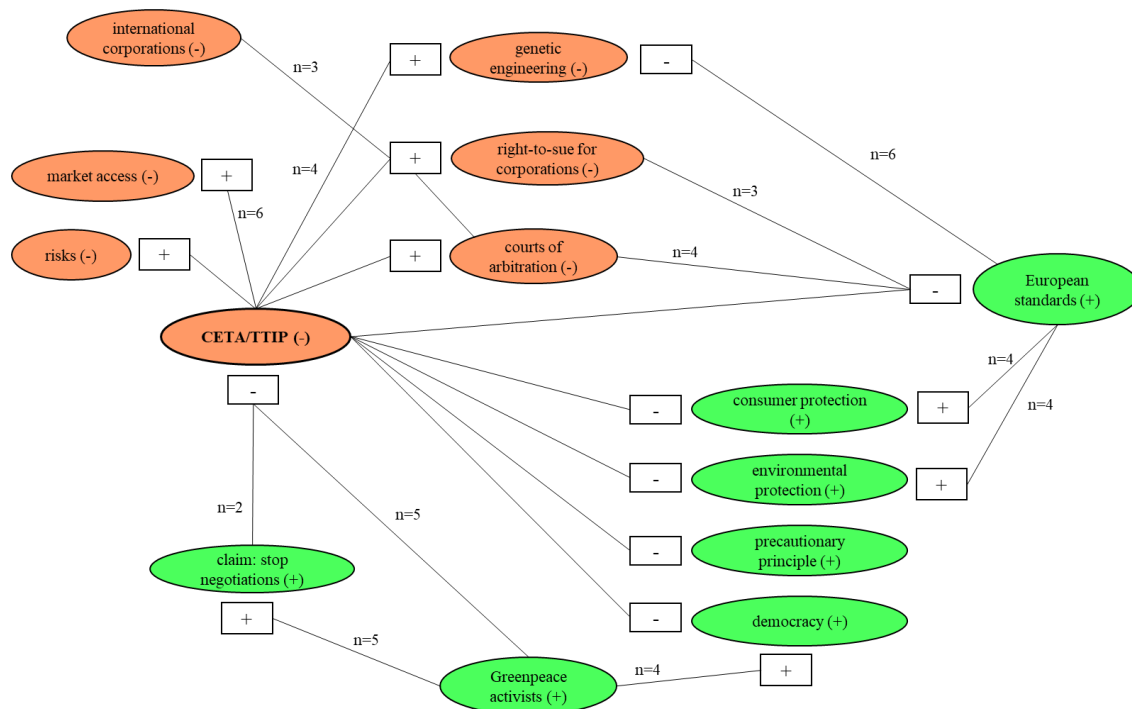 international
corporations (-)
+
genetic
engineering (-)
-
n=3
n=4
n=6
market access (-)
+
+
right-to-sue for
corporations (-)
n=3
n=6
risks (-)
+
+
courts of
arbitration (-)
n=4
-
European
standards (+)
CETA/TTIP (-)
n=4
n=4
-
-
consumer protection
(+)
+
-
environmental
protection (+)
+
n=2
n=5
-
precautionary
principle (+)
claim: stop
negotiations (+)
+
-
democracy (+)
n=5
Greenpeace
activists (+)
n=4
+